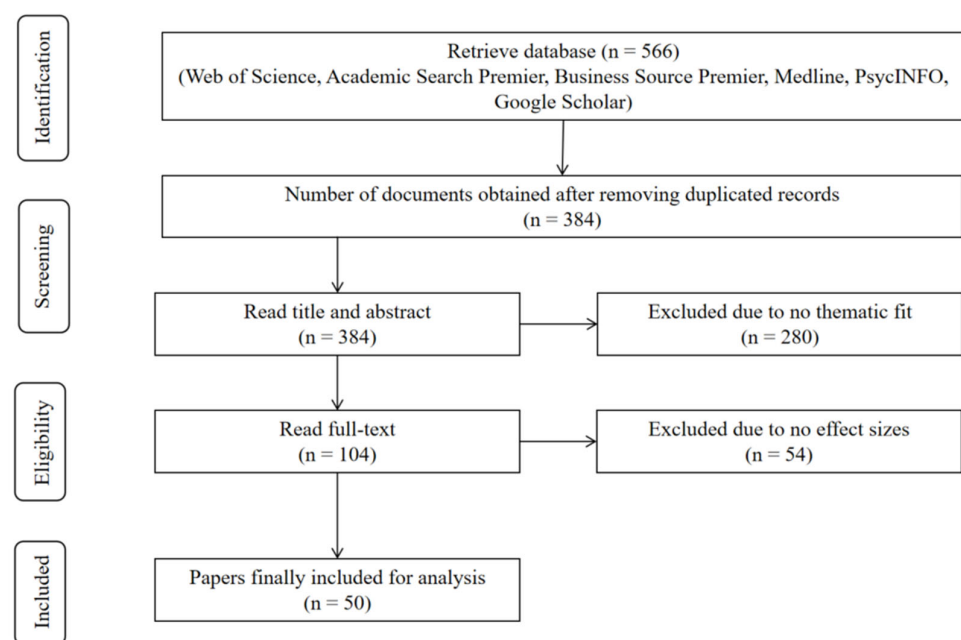 Identification
Retrieve database (n = 566)
(Web of Science, Academic Search Premier, Business Source Premier, Medline, PsycINFO,
Google Scholar)
Screening
Number of documents obtained after removing duplicated records
(n = 384)
Read title and abstract
(n = 384)
Excluded due to no thematic fit
(n = 280)
Eligibility
Read full-text
(n = 104)
Excluded due to no effect sizes
(n = 54)
Included
Papers finally included for analysis
(n = 50)